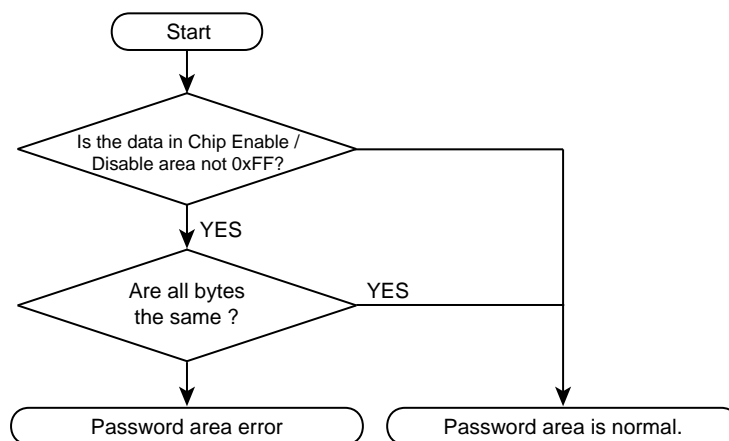 Start
Is the data in Chip Enable /
Disable area not 0xFF?
YES
Are all bytes
the same ?
YES
Password area error
Password area is normal.